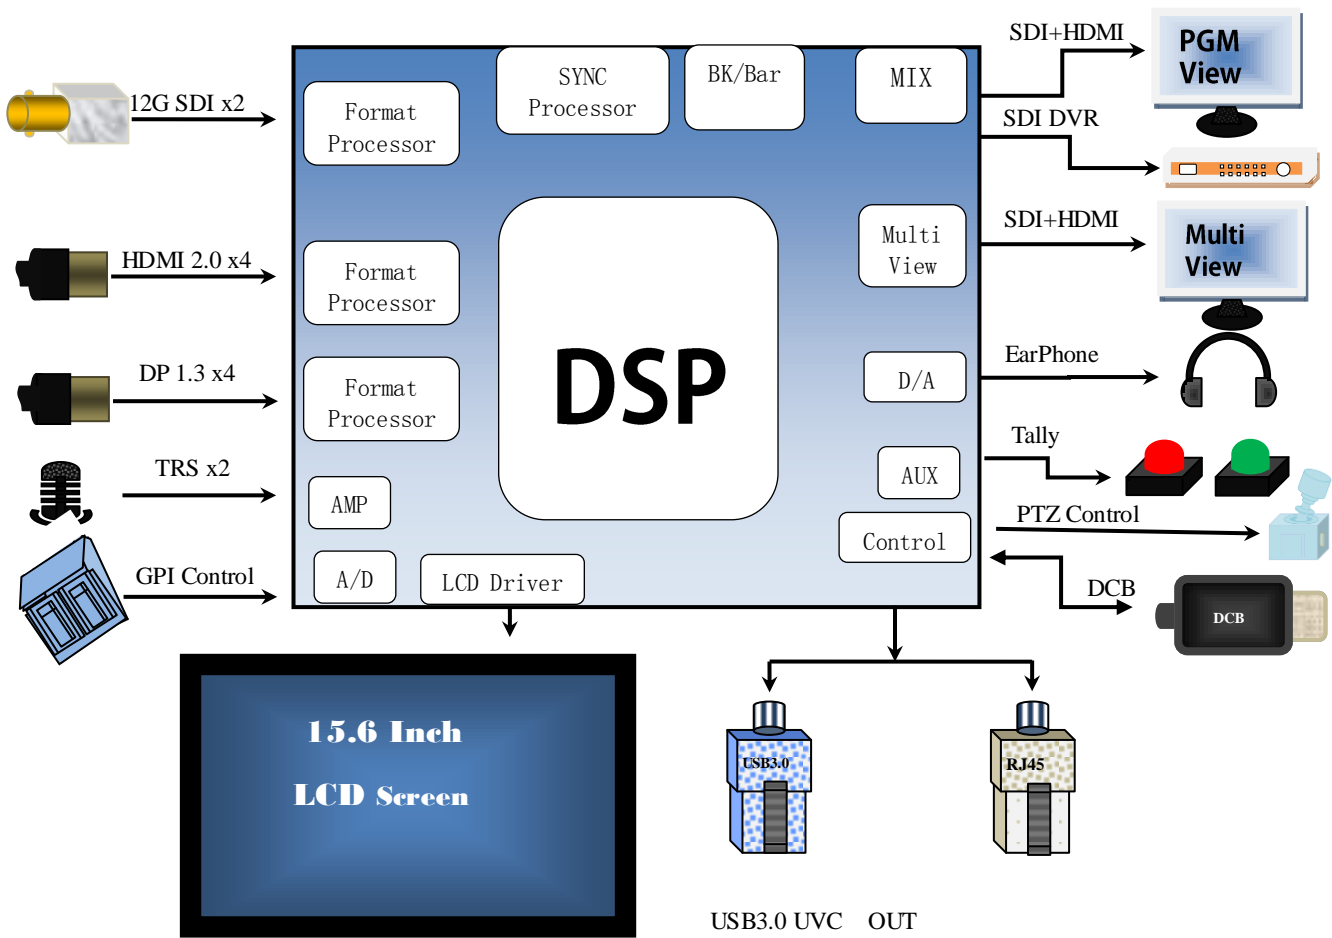 SDI+HDMI
PGM
View
SYNC
Processor
BK/Bar
MIX
12G SDI x2
Format
Processor
SDI DVR
HDMI 2.0 x4
Format
Processor
Multi
View
SDI+HDMI
Multi
View
DSP
DP 1.3 x4
Format
Processor
D/A
EarPhone
TRS x2
AMP
AUX
Tally
Control
PTZ Control
GPI Control
A/D
LCD Driver
DCB
DCB
15.6 Inch
LCD Screen
USB3.0
RJ45
USB3.0 UVC OUT